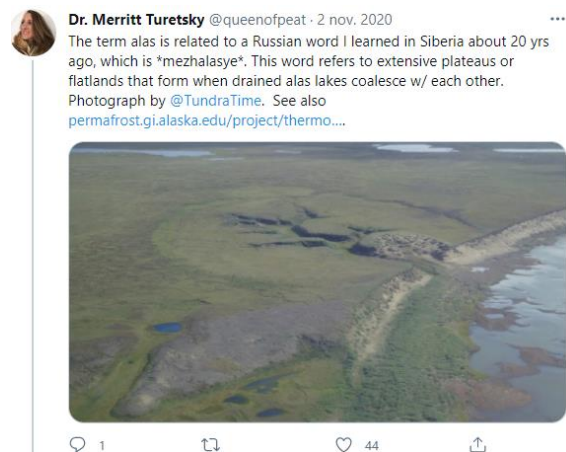 Dr. Merritt Turetsky @queenofpeat · 2 nov. 2020
The term alas is related to a Russian word I learned in Siberia about 20 yrs
ago, which is *mezhalasye*. This word refers to extensive plateaus or
flatlands that form when drained alas lakes coalesce w/ each other.
Photograph by @TundraTime. See also
permafrost.gi.alaska.edu/project/thermo....
1 44